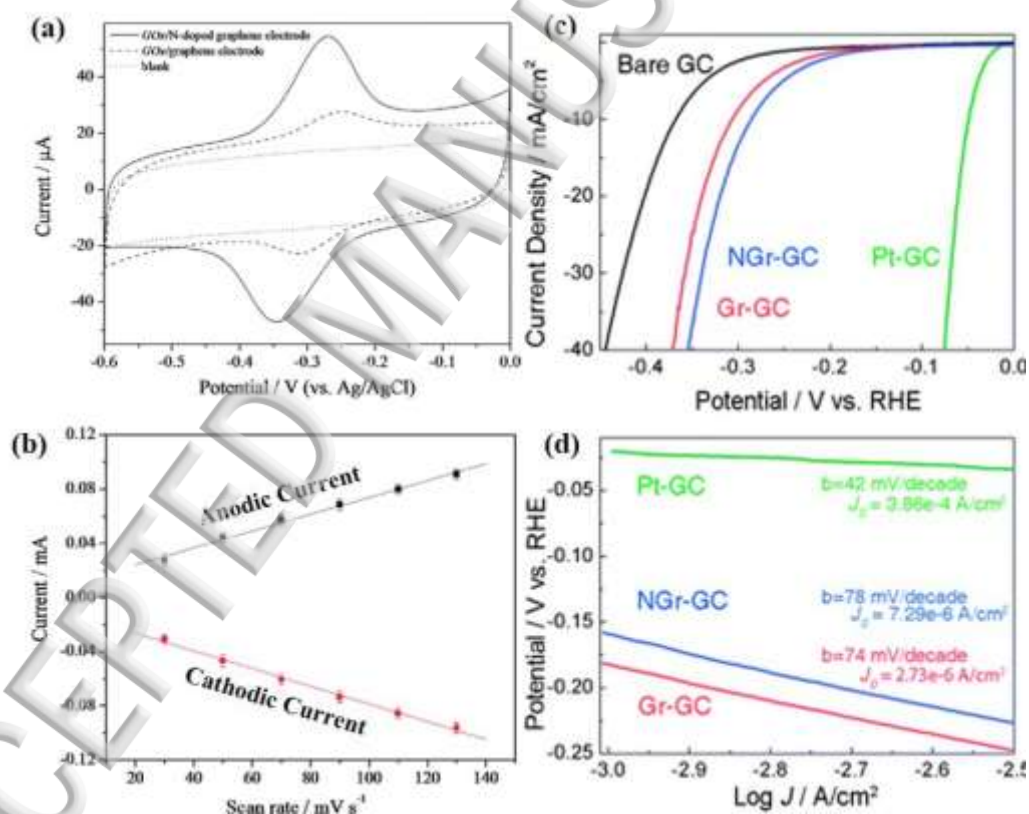 (a)
GOx/N-doped graphene electrode
GOx/graphene electrode
blank
40
20
0
-20
-40
Current / μA
-0.6 -0.5 -0.4 -0.3 -0.2 -0.1 0.0
Potential / V (vs. Ag/AgCl)
(c)
Bare GC
NGr-GC
Pt-GC
Gr-GC
-10
-20
-30
-40
Current Density / mA/cm²
-0.4 -0.3 -0.2 -0.1 0.0
Potential / V vs. RHE
(b)
0.12
0.08
0.04
0.00
-0.04
-0.08
-0.12
Current / mA
Anodic Current
Cathodic Current
20 40 60 80 100 120 140
Scan rate / mV s⁻¹
(d)
-0.05
-0.10
-0.15
-0.20
-0.25
Potential / V vs. RHE
Pt-GC
b=42 mV/decade
J₀ = 3.86e-4 A/cm²
NGr-GC
b=78 mV/decade
J₀ = 7.29e-6 A/cm²
b=74 mV/decade
J₀ = 2.73e-6 A/cm²
Gr-GC
-3.0 -2.9 -2.8 -2.7 -2.6 -2.5
Log J / A/cm²
CEPTED MANUS